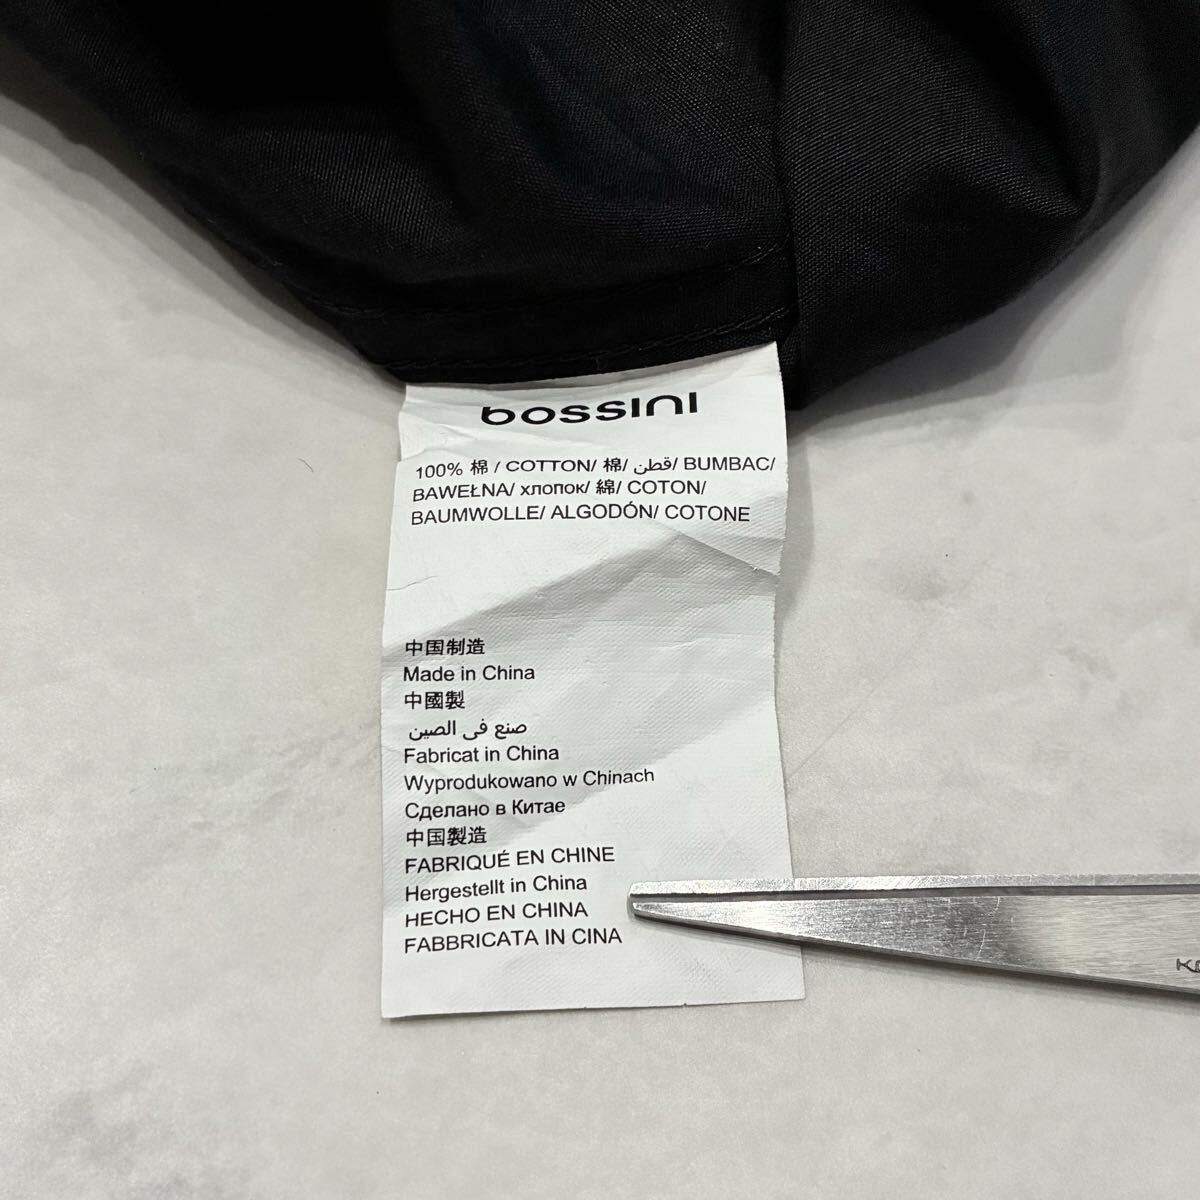 bossini
100% 棉 / COTTON/ 棉/ قطن/ BUMBAC/
BAWEŁNA/ хлопок/ 綿/ COTON/
BAUMWOLLE/ ALGODÓN/ COTONE
中国制造
Made in China
中國製
صنع في الصين
Fabricat in China
Wyprodukowano w Chinach
Сделано в Китае
中国製造
FABRIQUÉ EN CHINE
Hergestellt in China
HECHO EN CHINA
FABBRICATA IN CINA